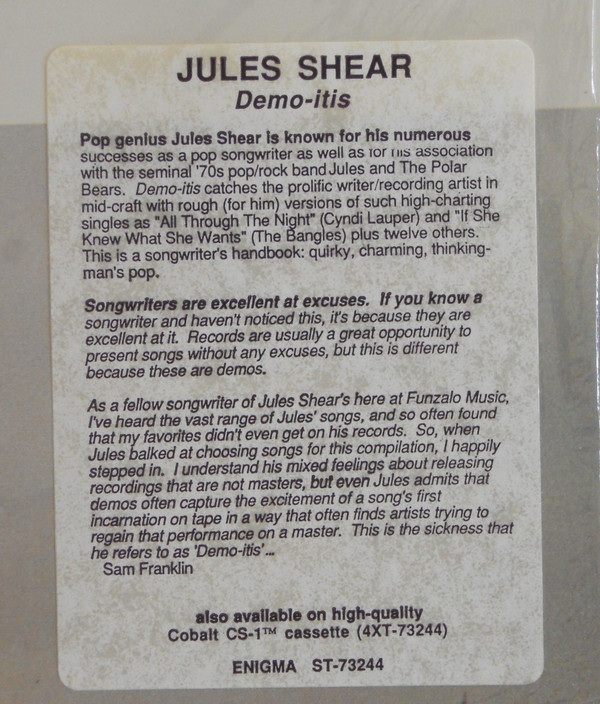 JULES SHEAR
Demo-itis
Pop genius Jules Shear is known for his numerous
successes as a pop songwriter as well as for his association
with the seminal '70s pop/rock band Jules and The Polar
Bears. Demo-itis catches the prolific writer/recording artist in
mid-craft with rough (for him) versions of such high-charting
singles as "All Through The Night" (Cyndi Lauper) and "If She
Knew What She Wants" (The Bangles) plus twelve others.
This is a songwriter's handbook: quirky, charming, thinking-
man's pop.
Songwriters are excellent at excuses. If you know a
songwriter and haven't noticed this, it's because they are
excellent at it. Records are usually a great opportunity to
present songs without any excuses, but this is different
because these are demos.
As a fellow songwriter of Jules Shear's here at Funzalo Music,
I've heard the vast range of Jules' songs, and so often found
that my favorites didn't even get on his records. So, when
Jules balked at choosing songs for this compilation, I happily
stepped in. I understand his mixed feelings about releasing
recordings that are not masters, but even Jules admits that
demos often capture the excitement of a song's first
incarnation on tape in a way that often finds artists trying to
regain that performance on a master. This is the sickness that
he refers to as 'Demo-itis'...
Sam Franklin
also available on high-quality
Cobalt CS-1™ cassette (4XT-73244)
ENIGMA ST-73244